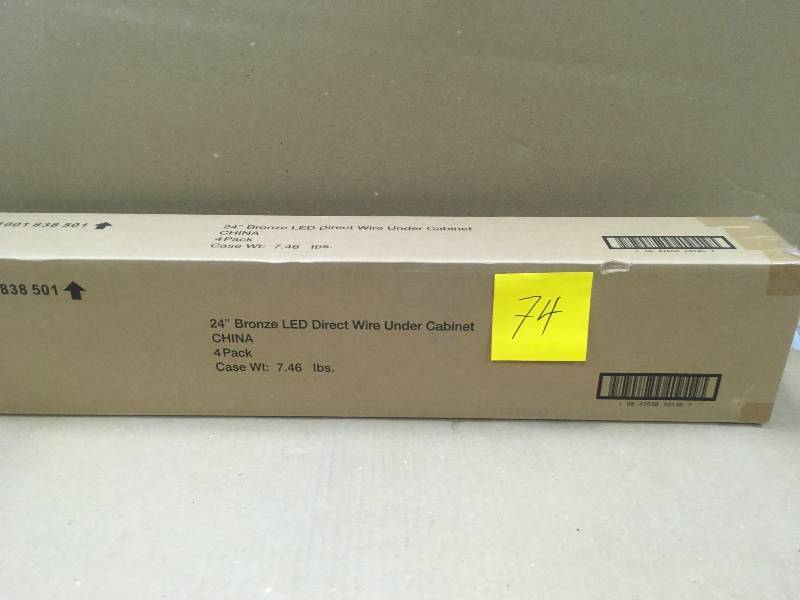 1001 838 501
24" Bronze LED Direct Wire Under Cabinet
CHINA
4 Pack
Case Wt: 7.46 lbs.
838 501
24" Bronze LED Direct Wire Under Cabinet
CHINA
4 Pack
Case Wt: 7.46 lbs.
74